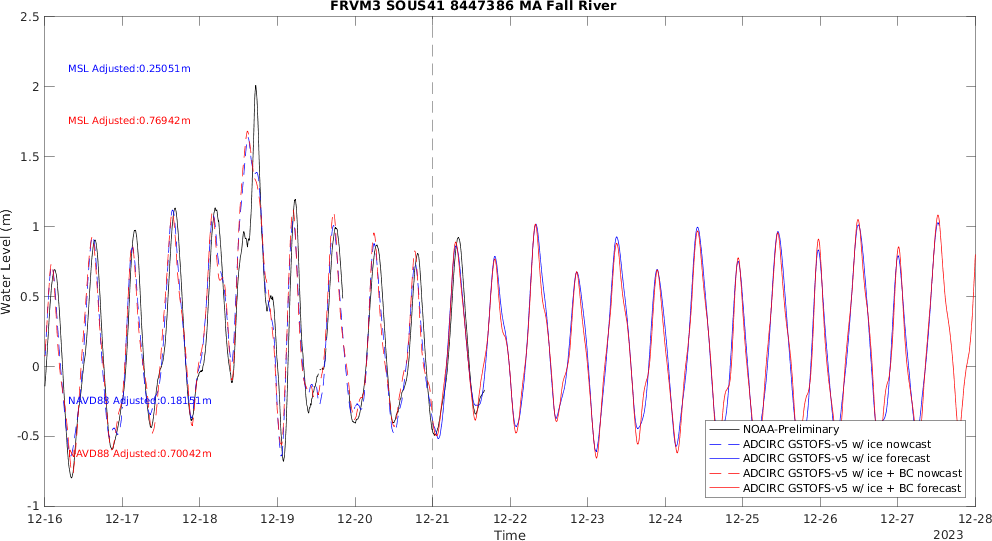 FRVM3 SOUS41 8447386 MA Fall River
2.5
2
1.5
1
0.5
0
-0.5
-1
Water Level (m)
MSL Adjusted:0.25051m
MSL Adjusted:0.76942m
NAVD88 Adjusted:0.18151m
NAVD88 Adjusted:0.70042m
NOAA-Preliminary
ADCIRC GSTOFS-v5 w/ ice nowcast
ADCIRC GSTOFS-v5 w/ ice forecast
ADCIRC GSTOFS-v5 w/ ice + BC nowcast
ADCIRC GSTOFS-v5 w/ ice + BC forecast
12-16 12-17 12-18 12-19 12-20 12-21 12-22 12-23 12-24 12-25 12-26 12-27 12-28
Time
2023